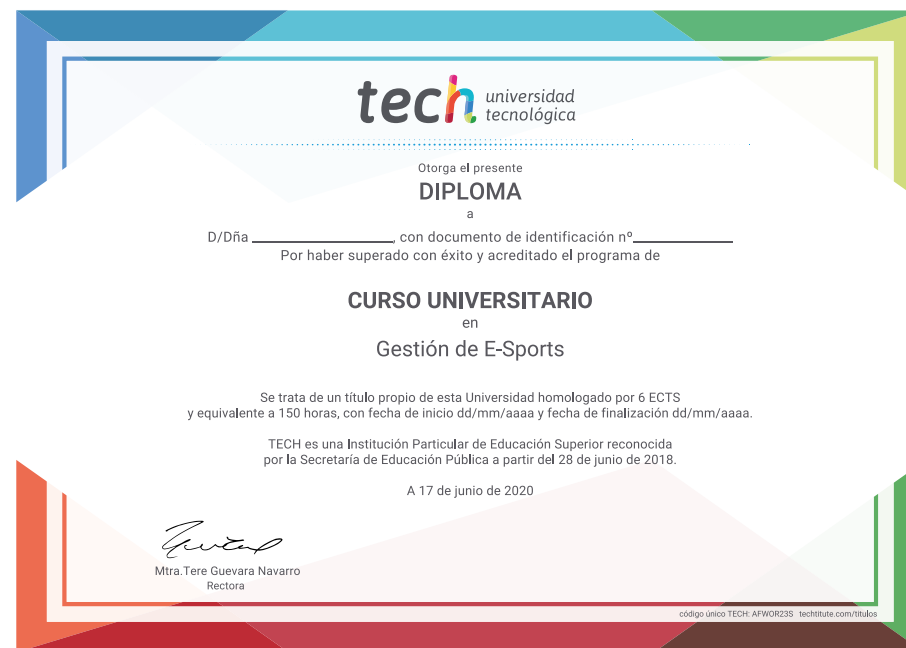 tech universidad
tecnológica
Otorga el presente
DIPLOMA
a
D/Dña ____________________, con documento de identificación nº______________
Por haber superado con éxito y acreditado el programa de
CURSO UNIVERSITARIO
en
Gestión de E-Sports
Se trata de un título propio de esta Universidad homologado por 6 ECTS
y equivalente a 150 horas, con fecha de inicio dd/mm/aaaa y fecha de finalización dd/mm/aaaa.
TECH es una Institución Particular de Educación Superior reconocida
por la Secretaría de Educación Pública a partir del 28 de junio de 2018.
A 17 de junio de 2020
Mtra.Tere Guevara Navarro
Rectora
código único TECH: AFWOR23S techtitute.com/titulos